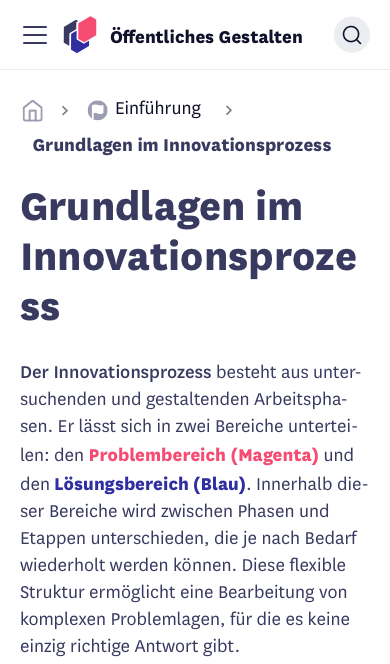 Öffentliches Gestalten
Einführung
Grundlagen im Innovationsprozess
Grundlagen im
Innovationsproze
ss
Der Innovationsprozess besteht aus unter-
suchenden und gestaltenden Arbeitspha-
sen. Er lässt sich in zwei Bereiche untertei-
len: den Problembereich (Magenta) und
den Lösungsbereich (Blau). Innerhalb die-
ser Bereiche wird zwischen Phasen und
Etappen unterschieden, die je nach Bedarf
wiederholt werden können. Diese flexible
Struktur ermöglicht eine Bearbeitung von
komplexen Problemlagen, für die es keine
einzig richtige Antwort gibt.